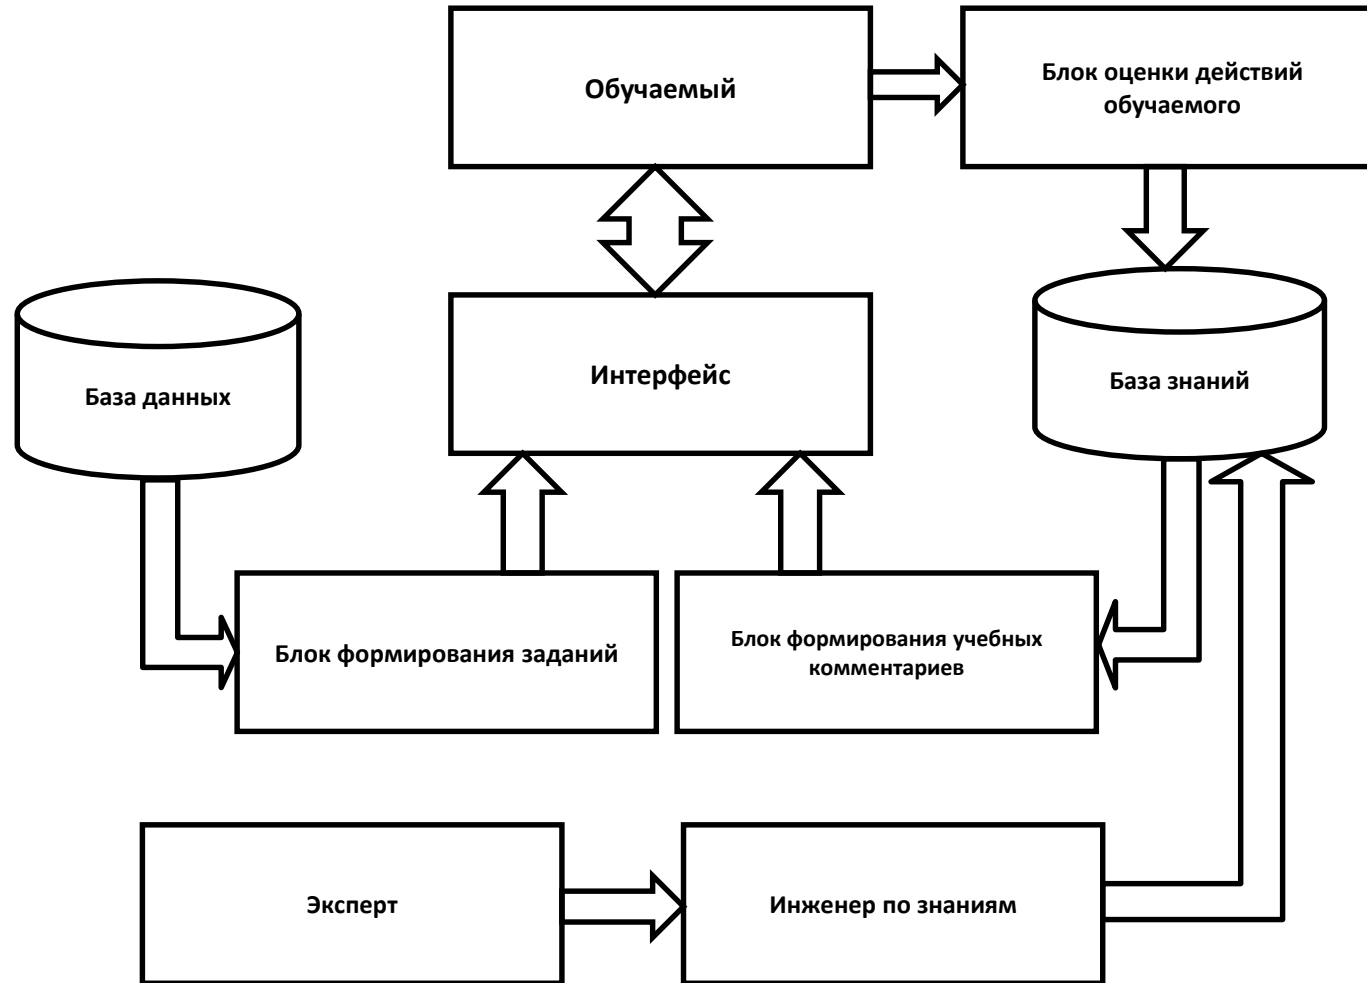 Обучаемый
Блок оценки действий
обучаемого
База данных
Интерфейс
База знаний
Блок формирования заданий
Блок формирования учебных
комментариев
Эксперт
Инженер по знаниям